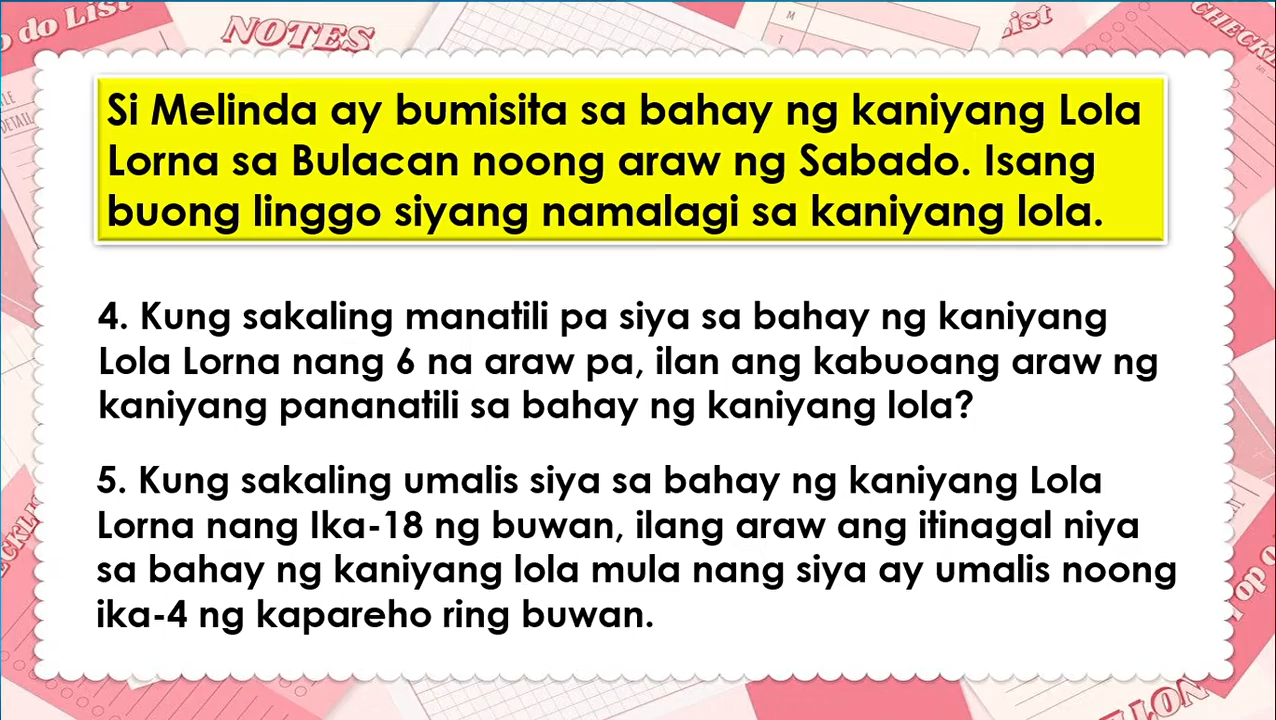 o do List
NOTES
List
CHECKLIS
M
T
Si Melinda ay bumisita sa bahay ng kaniyang Lola
Lorna sa Bulacan noong araw ng Sabado. Isang
buong linggo siyang namalagi sa kaniyang lola.
4. Kung sakaling manatili pa siya sa bahay ng kaniyang
Lola Lorna nang 6 na araw pa, ilan ang kabuoang araw ng
kaniyang pananatili sa bahay ng kaniyang lola?
5. Kung sakaling umalis siya sa bahay ng kaniyang Lola
Lorna nang Ika-18 ng buwan, ilang araw ang itinagal niya
sa bahay ng kaniyang lola mula nang siya ay umalis noong
ika-4 ng kapareho ring buwan.